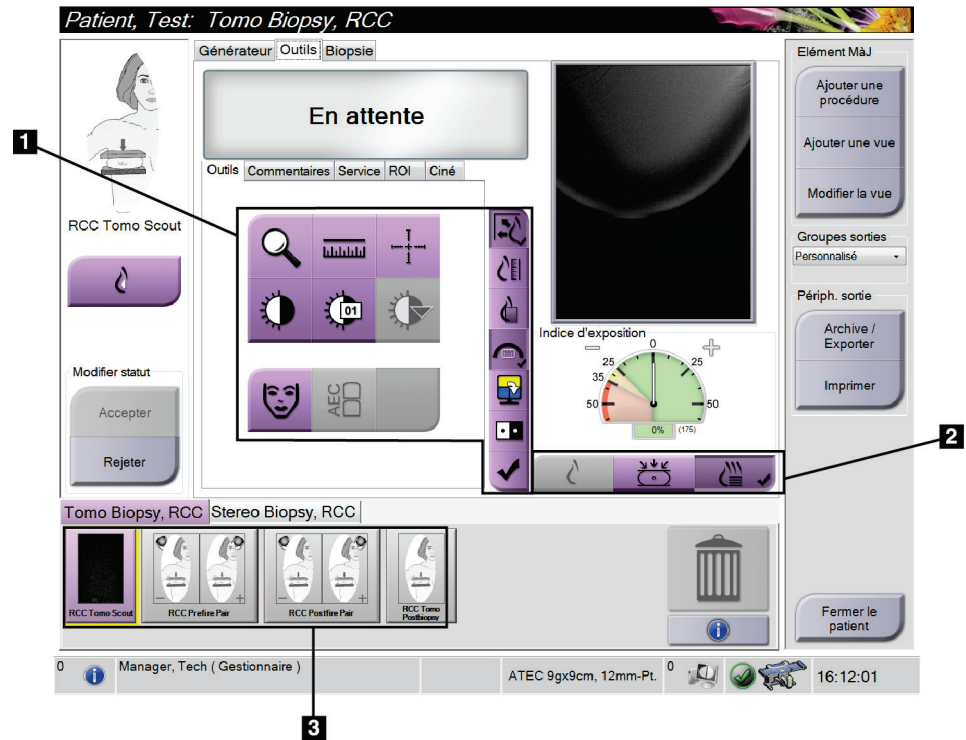 Patient, Test: Tomo Biopsy, RCC
Générateur Outils Biopsie
En attente
Outils Commentaires Service ROI Ciné
1
RCC Tomo Scout
01
AEC
Modifier statut
Accepter
Rejeter
Indice d'exposition
0
25 25
35
50 50
0% (175)
2
Elément MàJ
Ajouter une
procédure
Ajouter une vue
Modifier la vue
Groupes sorties
Personnalisé
Périph. sortie
Archive /
Exporter
Imprimer
Tomo Biopsy, RCC Stereo Biopsy, RCC
RCC Tomo Scout
- +
RCC Prefire Pair
- +
RCC Postfire Pair
RCC Tomo
Postbiopsy
Fermer le
patient
0 Manager, Tech ( Gestionnaire ) ATEC 9gx9cm, 12mm-Pt. 0 16:12:01
3